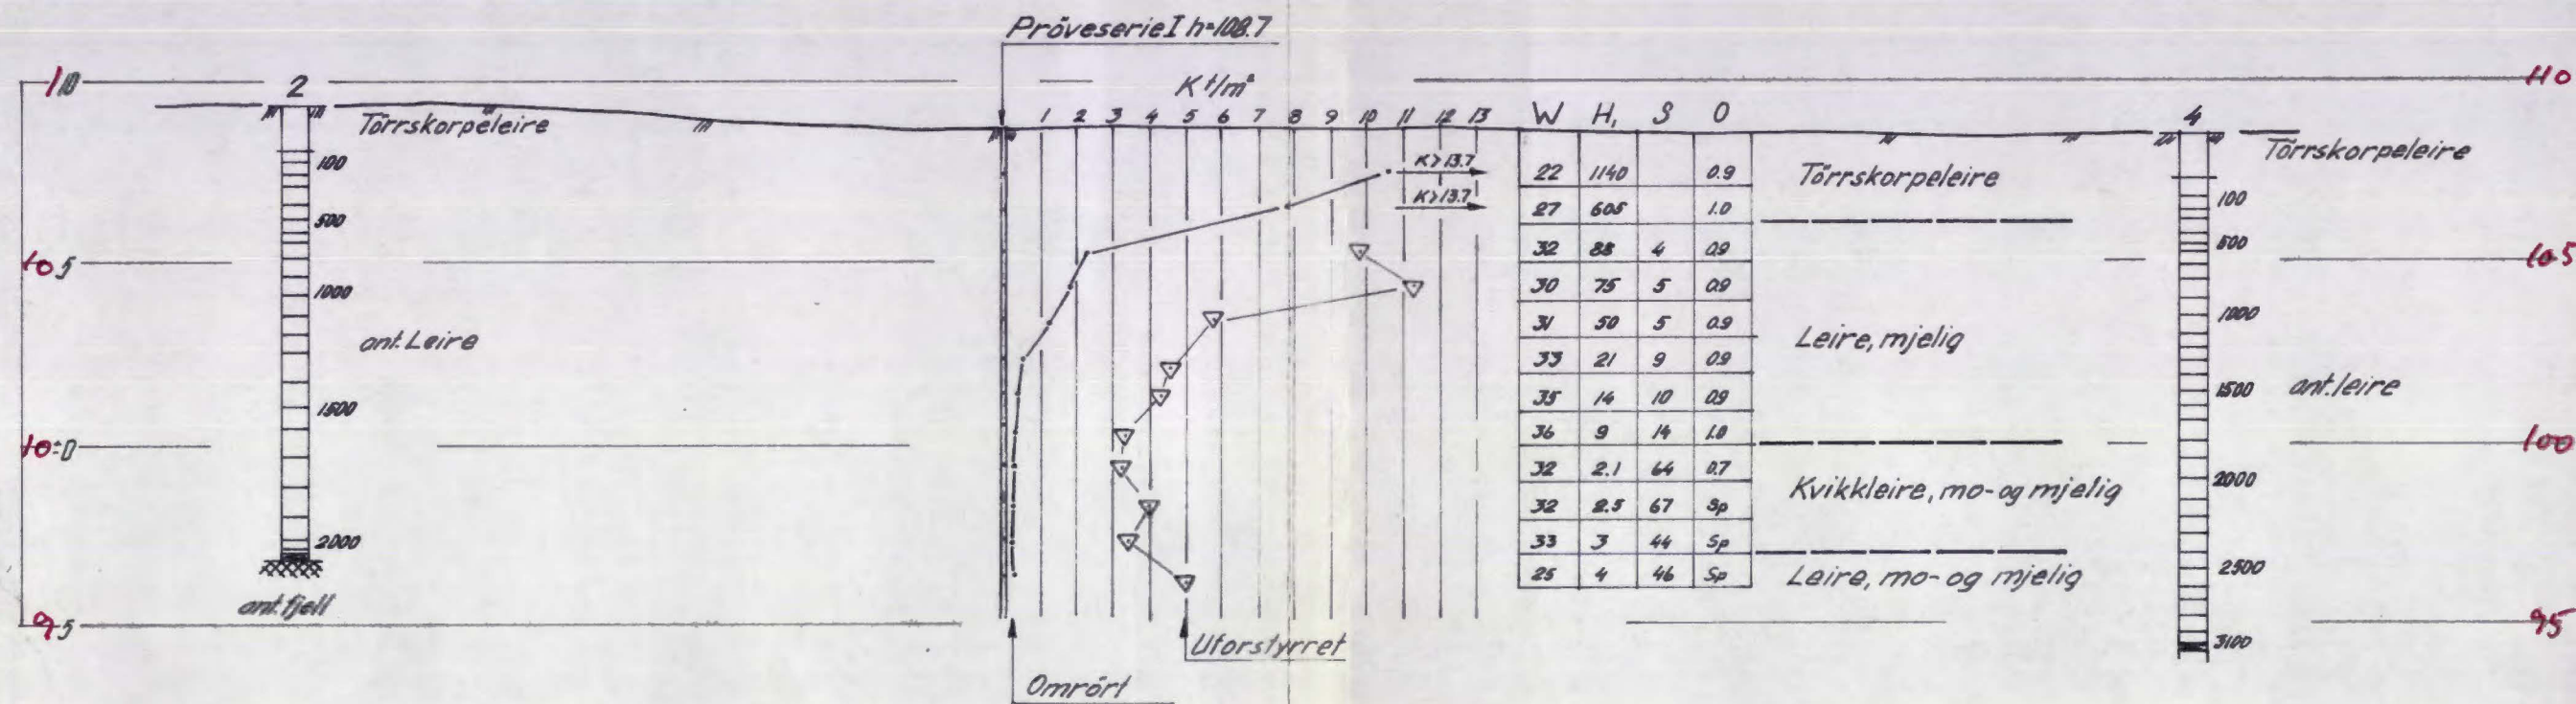 Pröveserie I h=108.7
110
2
K t/m²
110
Törrskorpeleire
1 2 3 4 5 6 7 8 9 10 11 12 13
W H₁ S O
4
Törrskorpeleire
100
500
1000
1500
2000
ant. Leire
ant. fjell
105
100
95
K>13.7
K>13.7
22 1140 0.9
27 605 1.0
32 88 4 0.9
30 75 5 0.9
31 50 5 0.9
33 21 9 0.9
35 14 10 0.9
36 9 14 1.0
32 2.1 64 0.7
32 2.5 67 Sp
33 3 44 Sp
25 4 46 Sp
Törrskorpeleire
Leire, mjelig
Kvikkleire, mo- og mjelig
Leire, mo- og mjelig
100
500
1000
1500
2000
2500
3100
ant. leire
105
100
95
Uforstyrret
Omrört